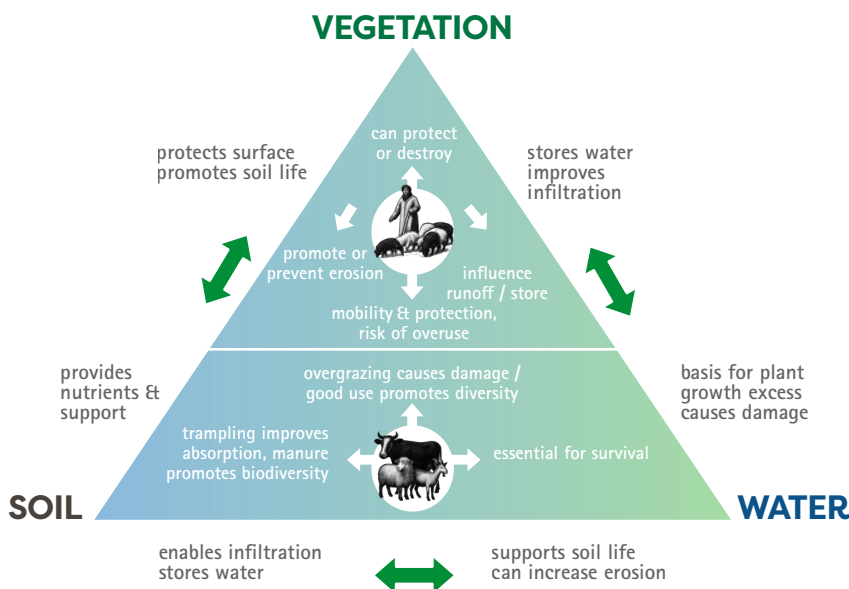 VEGETATION
can protect
or destroy
protects surface
promotes soil life
stores water
improves
infiltration
promote or
prevent erosion
influence
runoff / store
mobility & protection,
risk of overuse
provides
nutrients &
support
overgrazing causes damage /
good use promotes diversity
basis for plant
growth excess
causes damage
trampling improves
absorption, manure
promotes biodiversity
essential for survival
SOIL
WATER
enables infiltration
stores water
supports soil life
can increase erosion